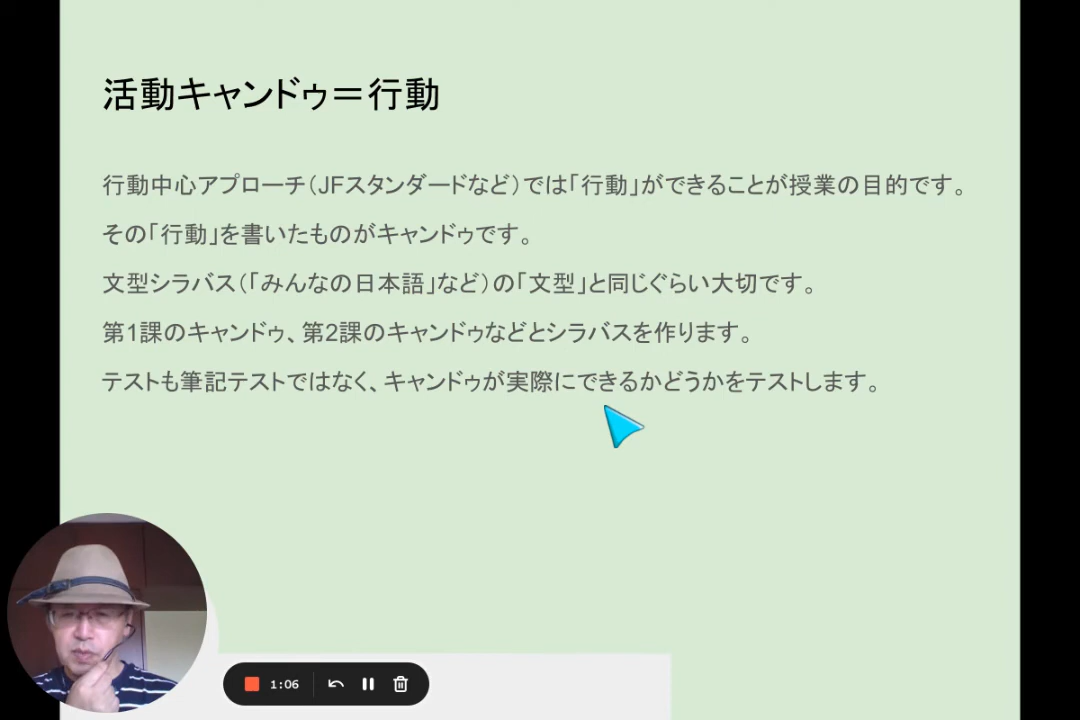 活動キャンドゥ＝行動
行動中心アプローチ（JFスタンダードなど）では「行動」ができることが授業の目的です。
その「行動」を書いたものがキャンドゥです。
文型シラバス（「みんなの日本語」など）の「文型」と同じぐらい大切です。
第1課のキャンドゥ、第2課のキャンドゥなどとシラバスを作ります。
テストも筆記テストではなく、キャンドゥが実際にできるかどうかをテストします。
1:06